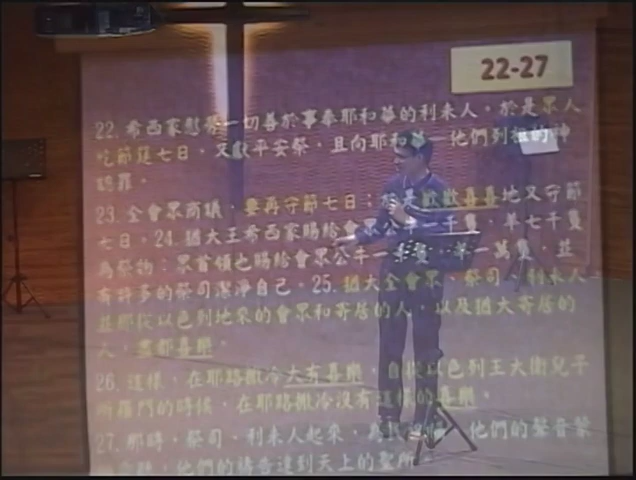 22-27
22. 希西家慰勞一切善於事奉耶和華的利未人。於是眾人
吃節筵七日，又獻平安祭，且向耶和華—他們列祖的神
認罪。
23. 全會眾商議，要再守節七日；於是歡歡喜喜地又守節
七日。24. 猶大王希西家賜給會眾公牛一千隻，羊七千隻
為祭物；眾首領也賜給會眾公牛一千隻，羊一萬隻，並
有許多的祭司潔淨自己。25. 猶大全會眾、祭司、利未人
並那從以色列地來的會眾和寄居的人，以及猶大寄居的
人，盡都喜樂。
26. 這樣，在耶路撒冷大有喜樂，自從以色列王大衛兒子
所羅門的時候，在耶路撒冷沒有這樣的喜樂。
27. 那時，祭司、利未人起來，為民祝福。他們的聲音蒙
他們的禱告達到天上的聖所。